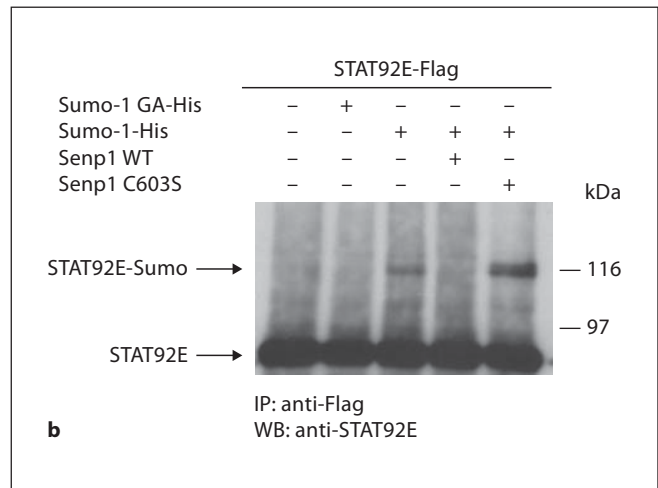 STAT92E-Flag
Sumo-1 GA-His – + – – –
Sumo-1-His – – + + +
Senp1 WT – – – + –
Senp1 C603S – – – – +
kDa
STAT92E-Sumo
— 116
— 97
STAT92E
IP: anti-Flag
b WB: anti-STAT92E